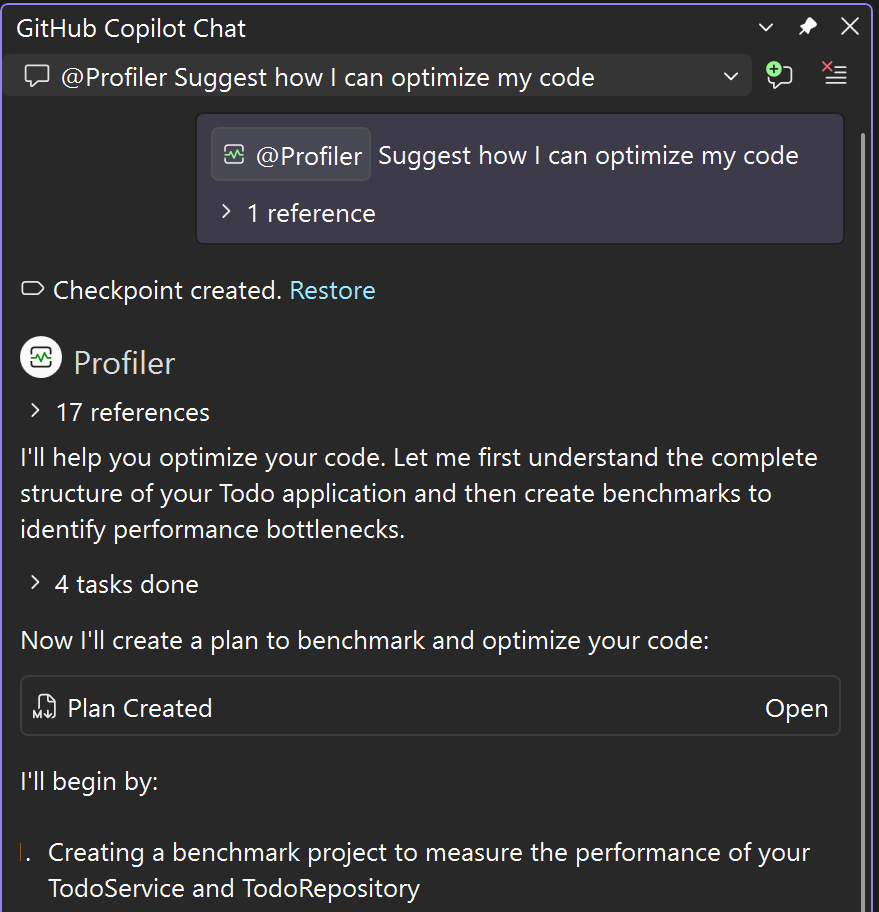 GitHub Copilot Chat
@Profiler Suggest how I can optimize my code
@Profiler Suggest how I can optimize my code
1 reference
Checkpoint created. Restore
Profiler
17 references
I'll help you optimize your code. Let me first understand the complete
structure of your Todo application and then create benchmarks to
identify performance bottlenecks.
4 tasks done
Now I'll create a plan to benchmark and optimize your code:
M↓ Plan Created Open
I'll begin by:
. Creating a benchmark project to measure the performance of your
TodoService and TodoRepository